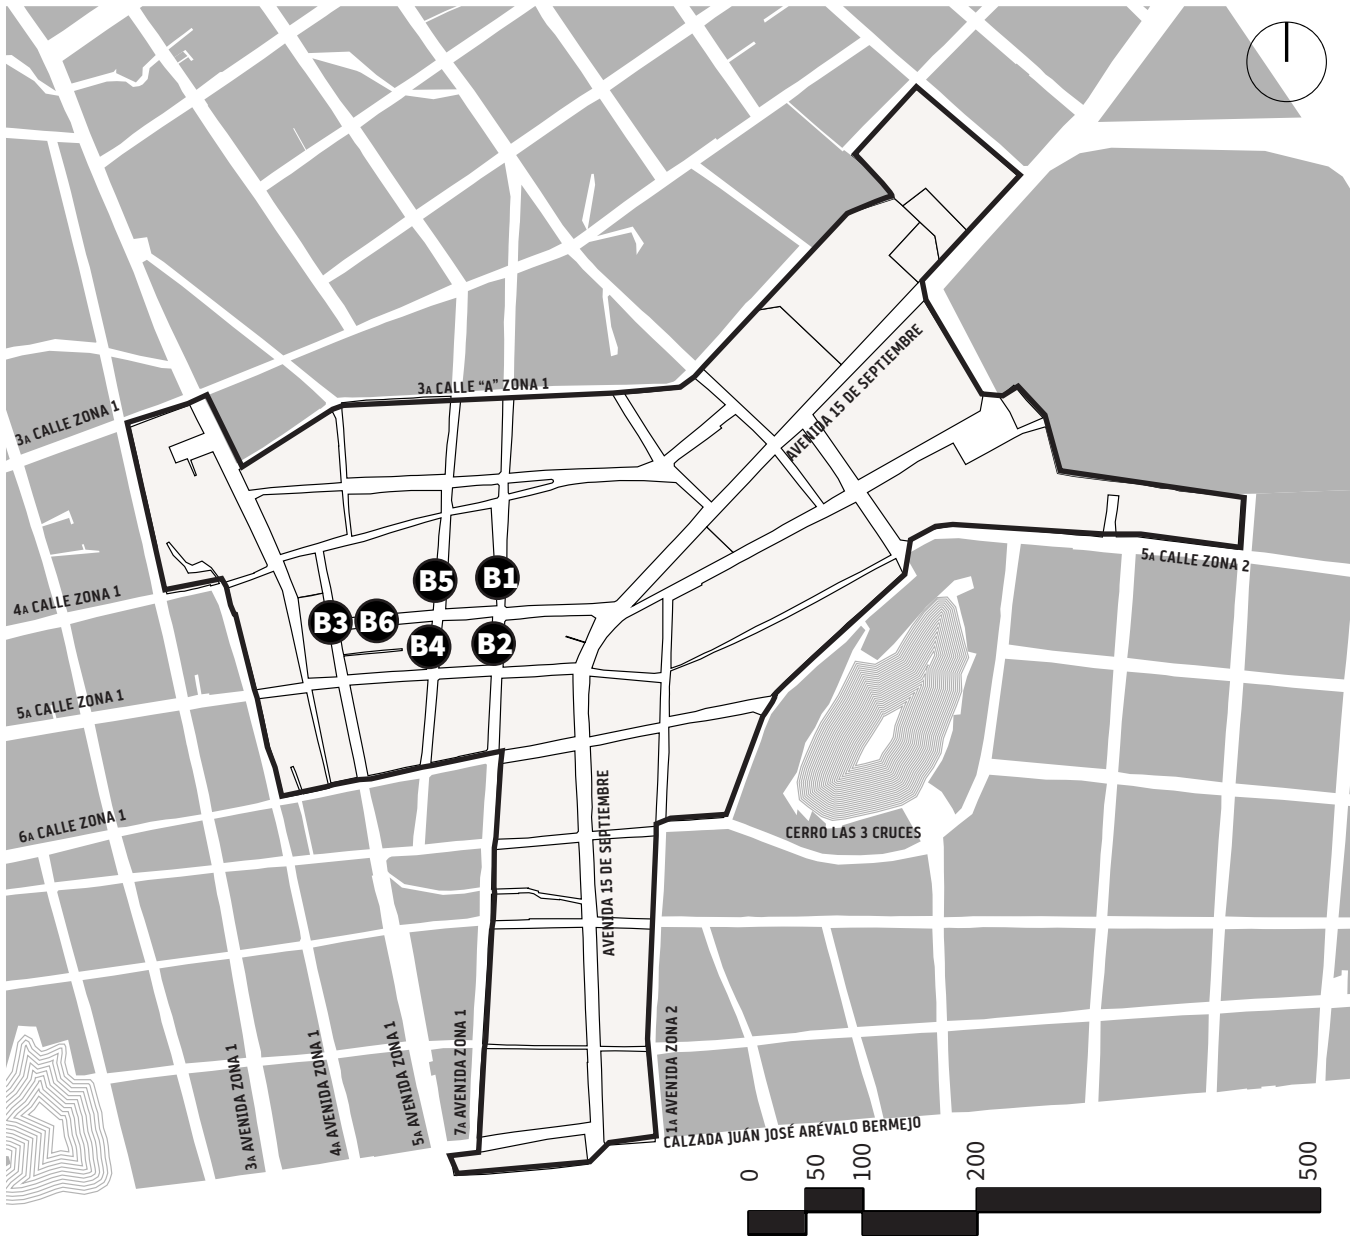 3A CALLE "A" ZONA 1
AVENIDA 15 DE SEPTIEMBRE
3A CALLE ZONA 1
5A CALLE ZONA 2
B5
B1
4A CALLE ZONA 1
B3
B6
B4
B2
5A CALLE ZONA 1
6A CALLE ZONA 1
CERRO LAS 3 CRUCES
AVENIDA 15 DE SEPTIEMBRE
3A AVENIDA ZONA 1
4A AVENIDA ZONA 1
5A AVENIDA ZONA 1
7A AVENIDA ZONA 1
1A AVENIDA ZONA 2
CALZADA JUÁN JOSÉ ARÉVALO BERMEJO
0 50 100 200 500